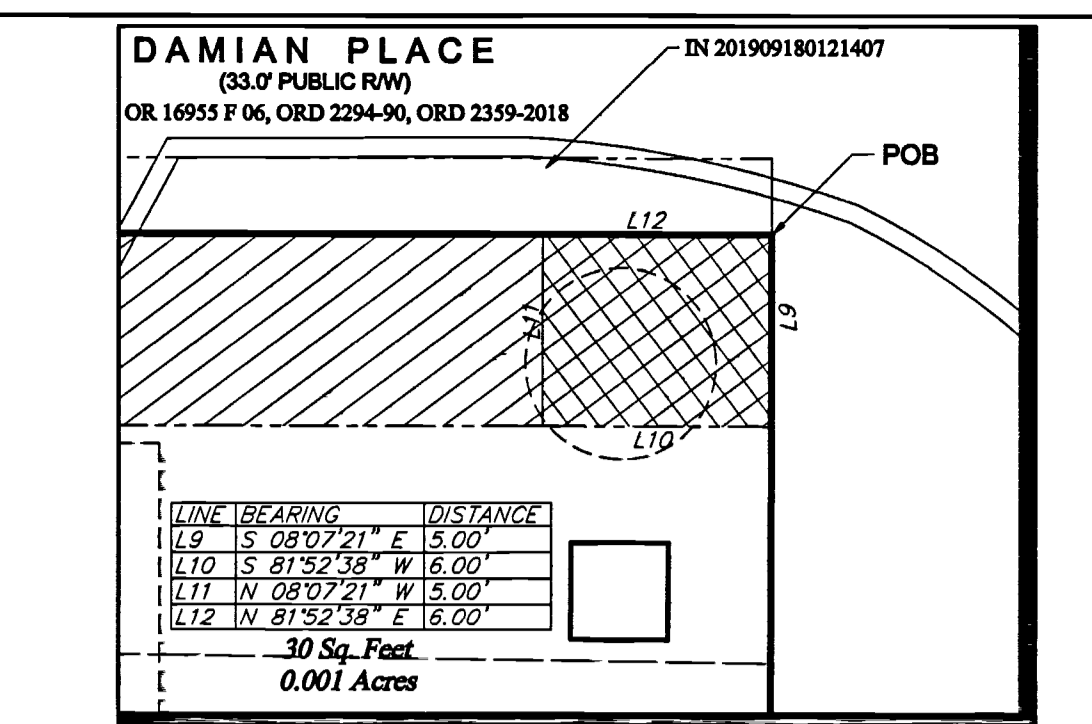 DAMIAN PLACE
(33.0' PUBLIC R/W)
OR 16955 F 06, ORD 2294-90, ORD 2359-2018
IN 201909180121407
POB
L12
L9
L11
L10
LINE BEARING DISTANCE
L9 S 08°07'21" E 5.00'
L10 S 81°52'38" W 6.00'
L11 N 08°07'21" W 5.00'
L12 N 81°52'38" E 6.00'
30 Sq. Feet
0.001 Acres